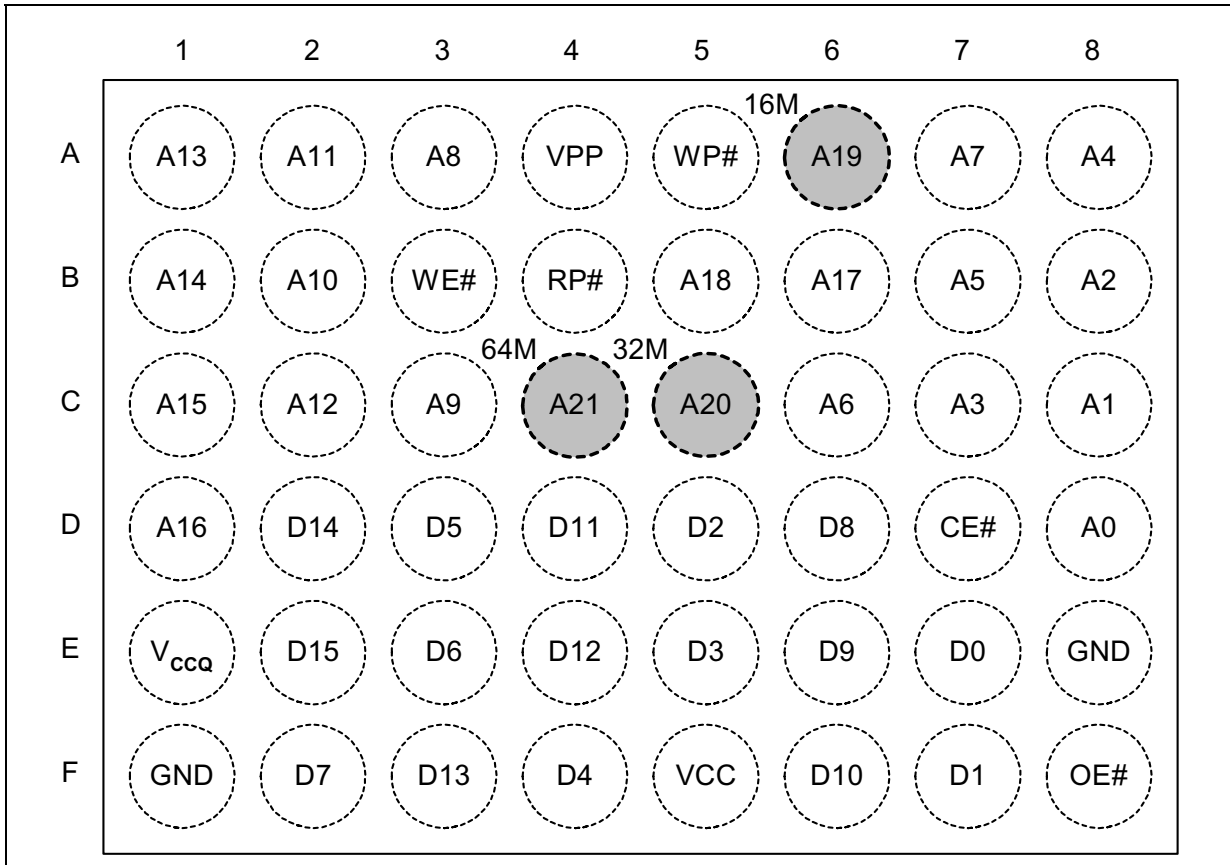 1 2 3 4 5 6 7 8
16M
A A13 A11 A8 VPP WP# A19 A7 A4
B A14 A10 WE# RP# A18 A17 A5 A2
64M 32M
C A15 A12 A9 A21 A20 A6 A3 A1
D A16 D14 D5 D11 D2 D8 CE# A0
E VCCQ D15 D6 D12 D3 D9 D0 GND
F GND D7 D13 D4 VCC D10 D1 OE#